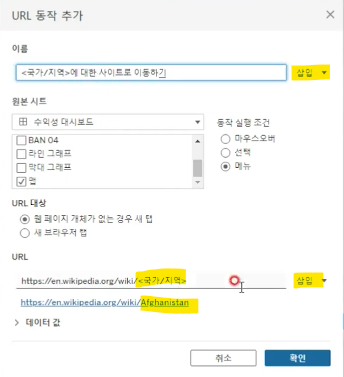 URL 동작 추가
이름
<국가/지역>에 대한 사이트로 이동하기
삽입
원본 시트
수익성 대시보드
BAN 04
라인 그래프
막대 그래프
맵
동작 실행 조건
마우스오버
선택
메뉴
URL 대상
웹 페이지 개체가 없는 경우 새 탭
새 브라우저 탭
URL
https://en.wikipedia.org/wiki/<국가/지역>
삽입
https://en.wikipedia.org/wiki/Afghanistan
데이터 값
취소
확인